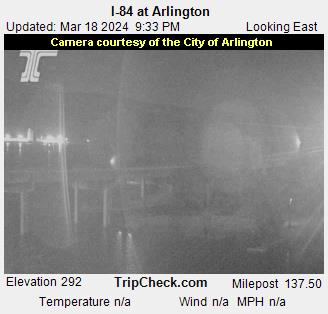 I-84 at Arlington
Updated: Mar 18 2024 9:33 PM Looking East
Camera courtesy of the City of Arlington
Elevation 292 TripCheck.com Milepost 137.50
Temperature n/a Wind n/a MPH n/a